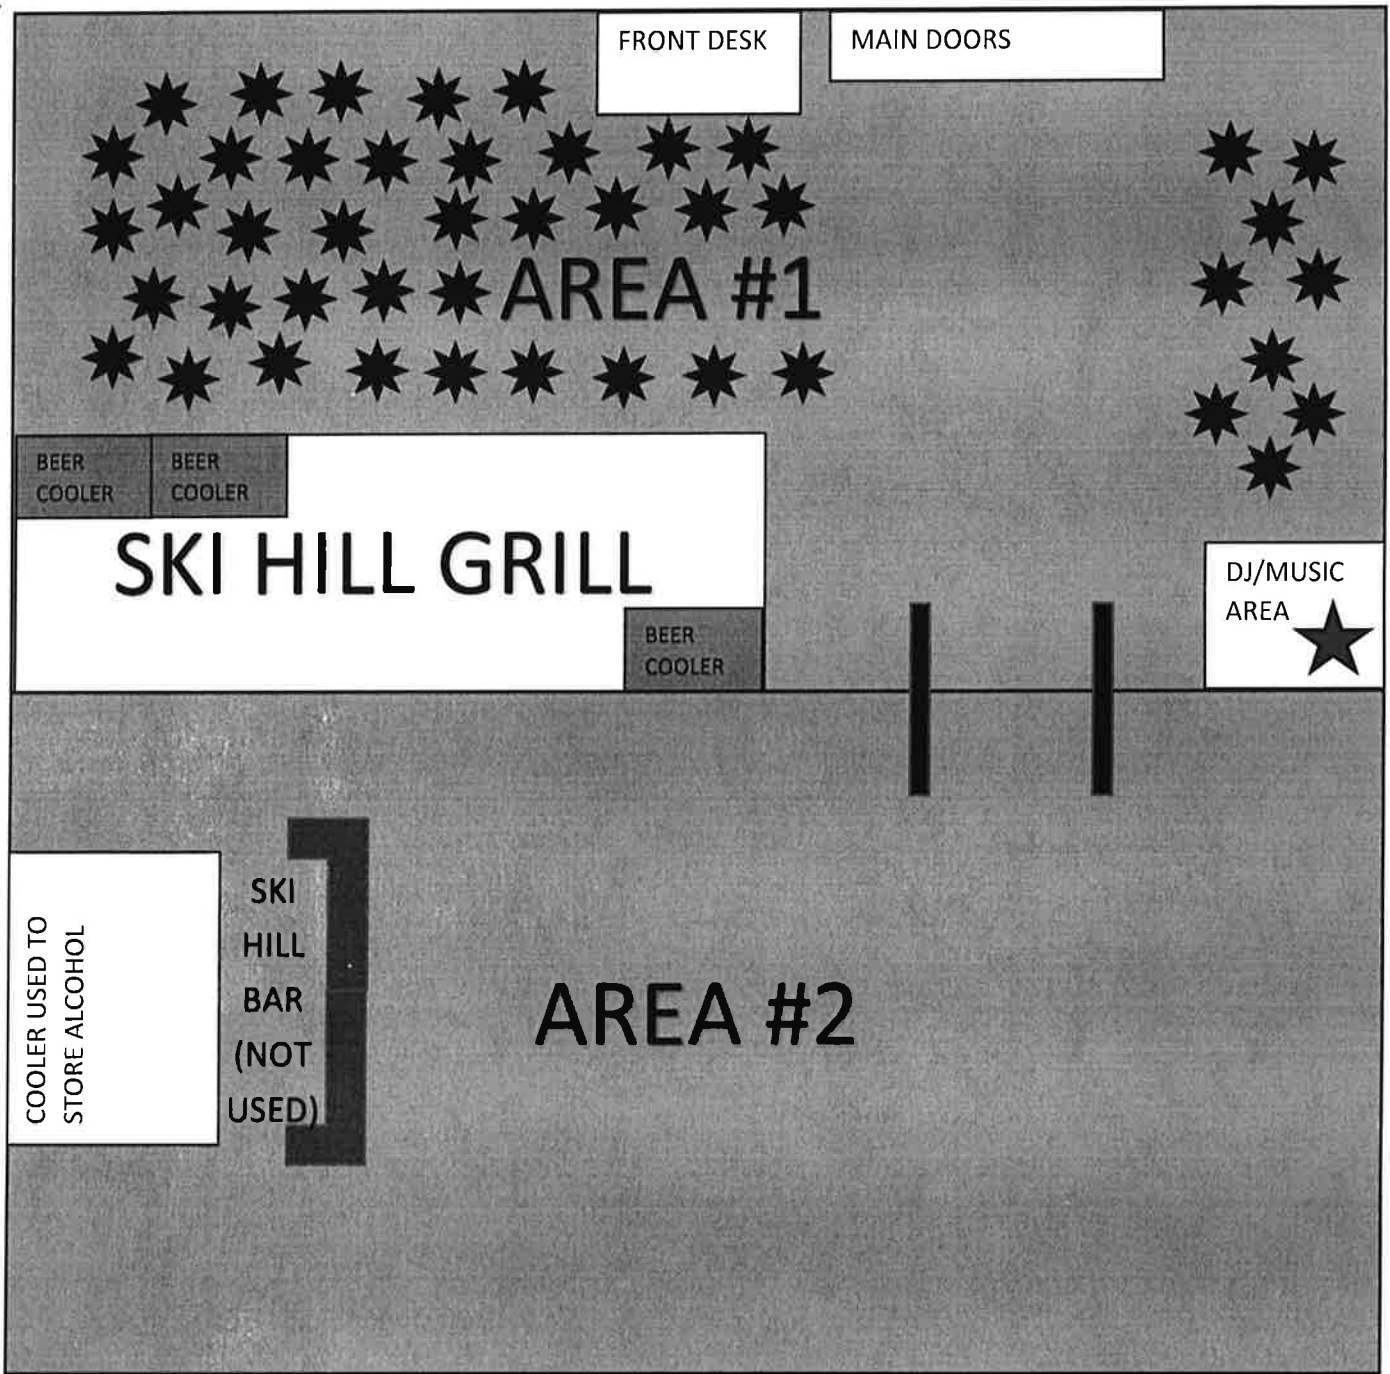 FRONT DESK
MAIN DOORS
AREA #1
BEER
COOLER
BEER
COOLER
SKI HILL GRILL
DJ/MUSIC
AREA
BEER
COOLER
COOLER USED TO
STORE ALCOHOL
SKI
HILL
BAR
(NOT
USED)
AREA #2